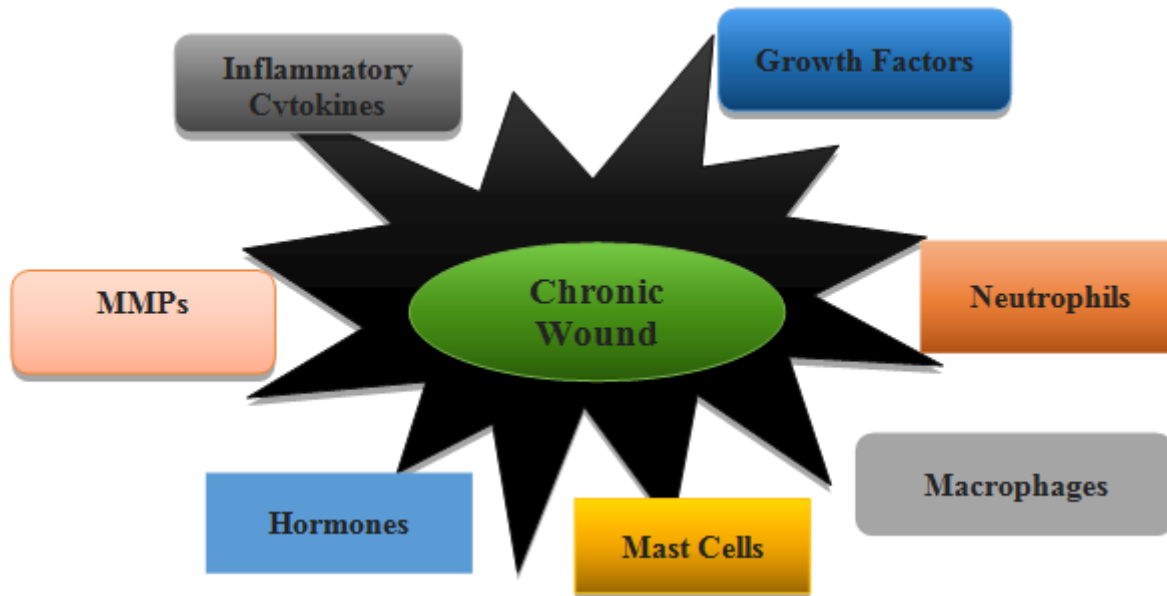 Inflammatory
Cytokines
Growth Factors
Chronic
Wound
MMPs
Neutrophils
Macrophages
Hormones
Mast Cells